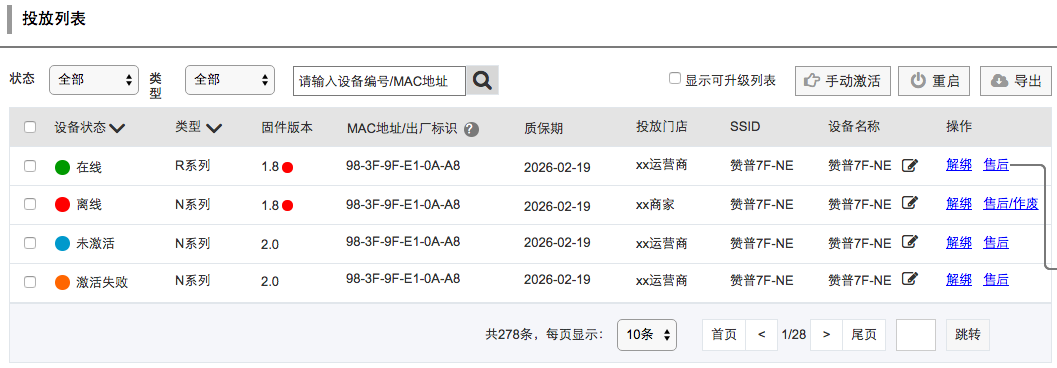 投放列表
状态 全部 类型 全部 请输入设备编号/MAC地址 显示可升级列表 手动激活 重启 导出
设备状态 类型 固件版本 MAC地址/出厂标识 ? 质保期 投放门店 SSID 设备名称 操作
在线 R系列 1.8 98-3F-9F-E1-0A-A8 2026-02-19 xx运营商 赞普7F-NE 赞普7F-NE 解绑 售后
离线 N系列 1.8 98-3F-9F-E1-0A-A8 2026-02-19 xx商家 赞普7F-NE 赞普7F-NE 解绑 售后/作废
未激活 N系列 2.0 98-3F-9F-E1-0A-A8 2026-02-19 xx运营商 赞普7F-NE 赞普7F-NE 解绑 售后
激活失败 N系列 2.0 98-3F-9F-E1-0A-A8 2026-02-19 xx运营商 赞普7F-NE 赞普7F-NE 解绑 售后
共278条，每页显示： 10条 首页 < 1/28 > 尾页 跳转